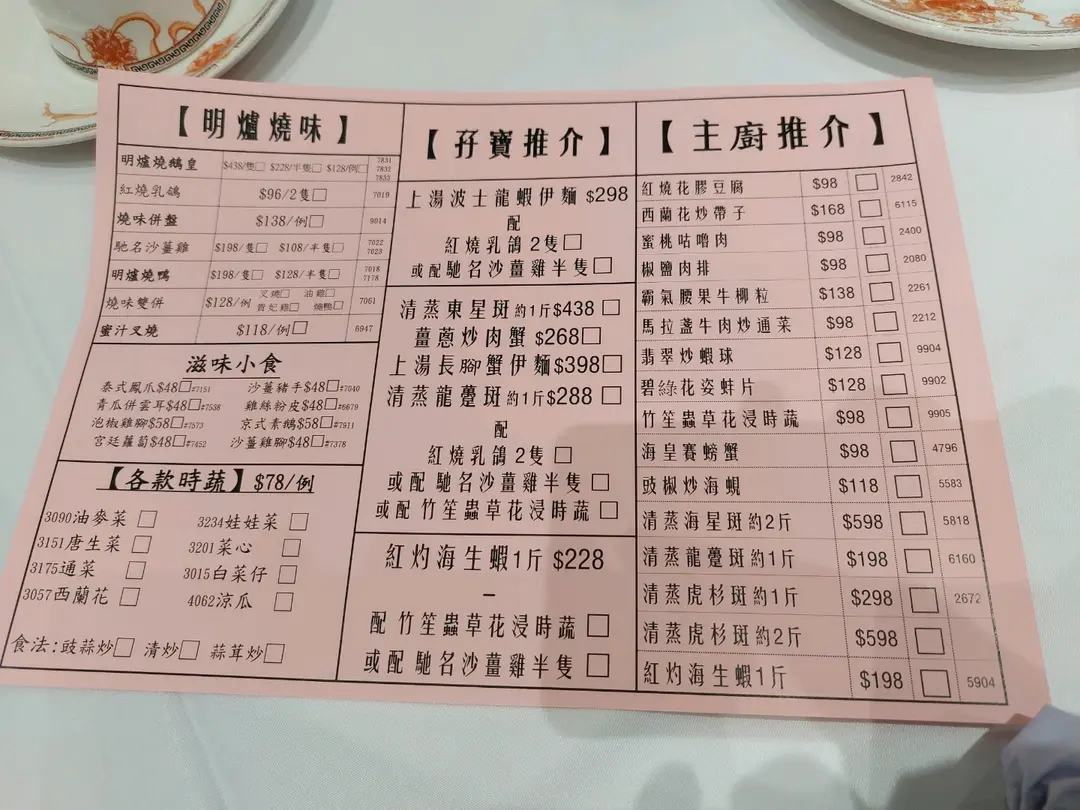 【明爐燒味】
明爐燒鵝皇 $438/隻□ $228/半隻□ $128/例□ 7831 7832 7833
紅燒乳鴿 $96/2隻□ 7019
燒味併盤 $138/例□ 9014
馳名沙薑雞 $198/隻□ $108/半隻□ 7022 7023
明爐燒鴨 $198/隻□ $128/半隻□ 7018 7178
燒味雙併 $128/例 叉燒□ 油雞□ 貴妃雞□ 燒鴨□ 7061
蜜汁叉燒 $118/例□ 6947
滋味小食
泰式鳳爪$48□#7151 沙薑豬手$48□#7040
青瓜併雲耳$48□#7538 雞絲粉皮$48□#6679
泡椒雞腳$58□#7573 京式素鵝$58□#7911
宮廷蘿蔔$48□#7452 沙薑雞腳$48□#7378
【各款時蔬】$78/例
3090油麥菜 □ 3234娃娃菜 □
3151唐生菜 □ 3201菜心 □
3175通菜 □ 3015白菜仔 □
3057西蘭花 □ 4062涼瓜 □
食法:豉蒜炒□ 清炒□ 蒜茸炒□
【孖寶推介】
上湯波士龍蝦伊麵 $298
配
紅燒乳鴿 2隻□
或配馳名沙薑雞半隻□
清蒸東星斑約1斤$438 □
薑蔥炒肉蟹 $268□
上湯長腳蟹伊麵$398□
清蒸龍躉斑約1斤$288 □
配
紅燒乳鴿 2隻 □
或配 馳名沙薑雞半隻 □
或配 竹笙蟲草花浸時蔬 □
紅灼海生蝦1斤 $228
–
配 竹笙蟲草花浸時蔬 □
或配 馳名沙薑雞半隻 □
【主廚推介】
紅燒花膠豆腐 $98 □ 2842
西蘭花炒帶子 $168 □ 6115
蜜桃咕嚕肉 $98 □ 2400
椒鹽肉排 $98 □ 2080
霸氣腰果牛柳粒 $138 □ 2261
馬拉盞牛肉炒通菜 $98 □ 2212
翡翠炒蝦球 $128 □ 9904
碧綠花姿蚌片 $128 □ 9902
竹笙蟲草花浸時蔬 $98 □ 9905
海皇賽螃蟹 $98 □ 4796
豉椒炒海蜆 $118 □ 5583
清蒸海星斑約2斤 $598 □ 5818
清蒸龍躉斑約1斤 $198 □ 6160
清蒸虎杉斑約1斤 $298 □ 2672
清蒸虎杉斑約2斤 $598 □
紅灼海生蝦1斤 $198 □ 5904